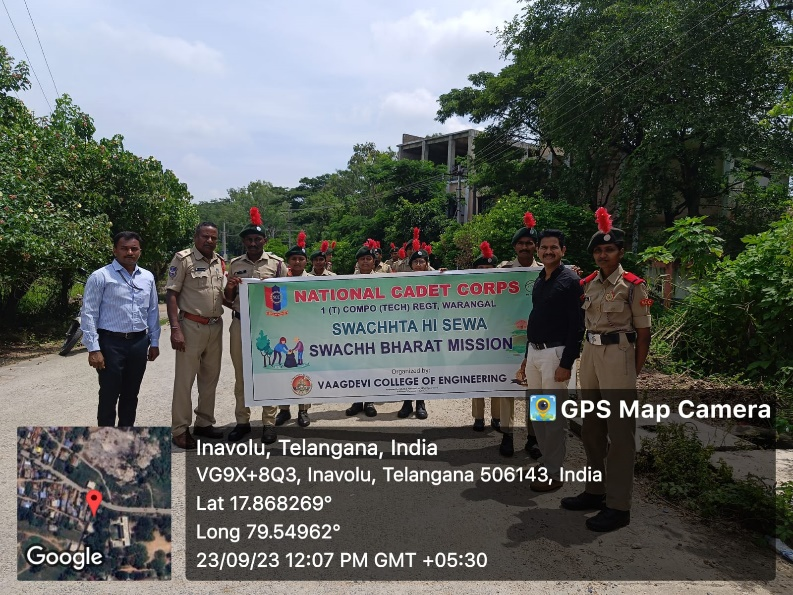 NATIONAL CADET CORPS
1 (T) COMPO (TECH) REGT, WARANGAL
SWACHHTA HI SEWA
SWACHH BHARAT MISSION
Organized by:
VAAGDEVI COLLEGE OF ENGINEERING
GPS Map Camera
Inavolu, Telangana, India
VG9X+8Q3, Inavolu, Telangana 506143, India
Lat 17.868269°
Long 79.54962°
23/09/23 12:07 PM GMT +05:30
Google